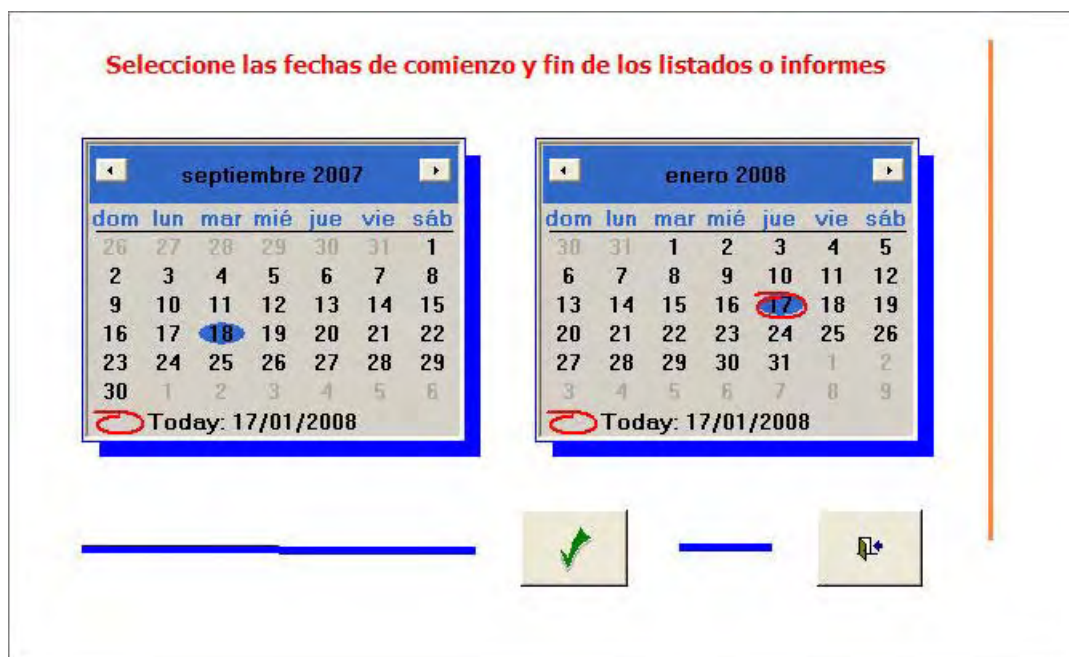 Seleccione las fechas de comienzo y fin de los listados o informes
septiembre 2007
dom lun mar mié jue vie sáb
26 27 28 29 30 31 1
2 3 4 5 6 7 8
9 10 11 12 13 14 15
16 17 18 19 20 21 22
23 24 25 26 27 28 29
30 1 2 3 4 5 6
Today: 17/01/2008
enero 2008
dom lun mar mié jue vie sáb
30 31 1 2 3 4 5
6 7 8 9 10 11 12
13 14 15 16 17 18 19
20 21 22 23 24 25 26
27 28 29 30 31 1 2
3 4 5 6 7 8 9
Today: 17/01/2008